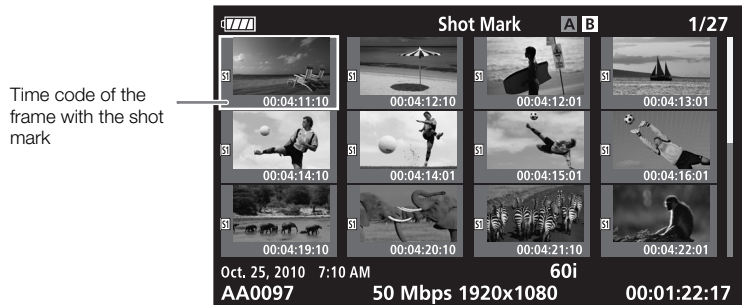 Shot Mark A B 1/27
Time code of the
frame with the shot
mark
S1 00:04:11:10 S1 00:04:12:10 S1 00:04:12:01 S1 00:04:13:01
S1 00:04:14:10 S1 00:04:14:01 S1 00:04:15:01 S1 00:04:16:01
S1 00:04:19:10 S1 00:04:20:10 S1 00:04:21:10 S1 00:04:22:01
Oct. 25, 2010 7:10 AM 60i
AA0097 50 Mbps 1920x1080 00:01:22:17